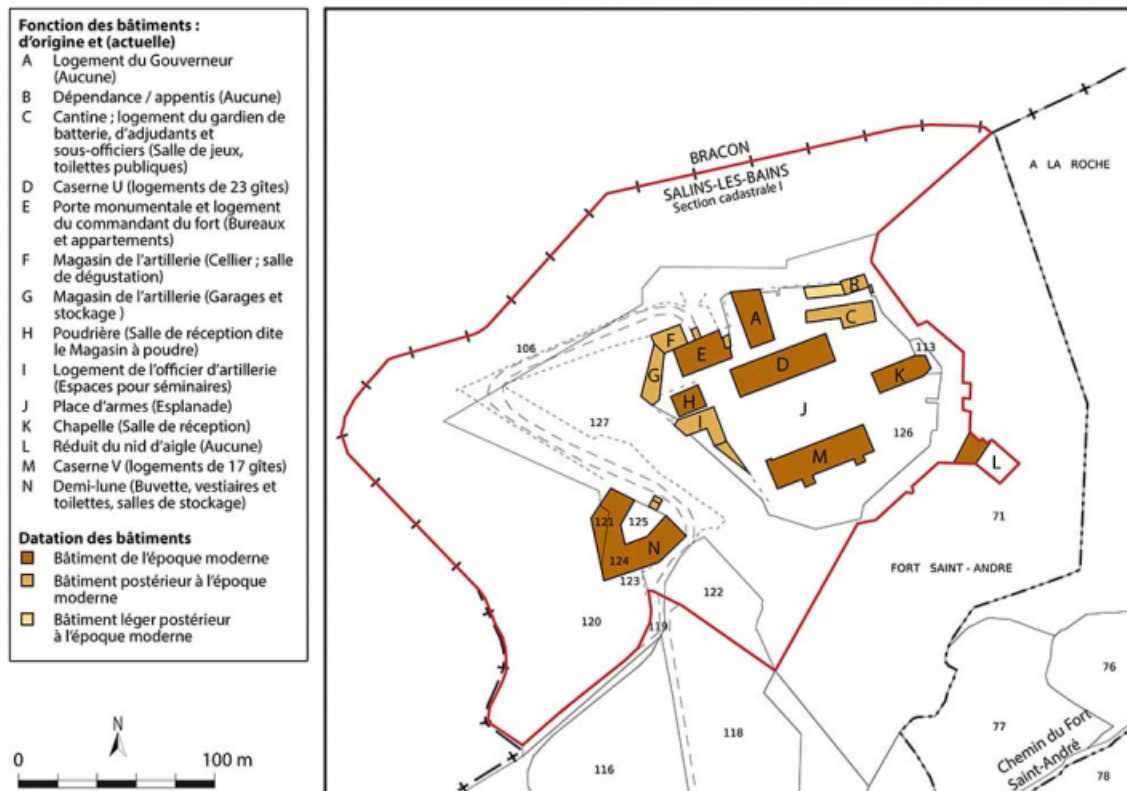 Fonction des bâtiments :
d'origine et (actuelle)
A Logement du Gouverneur
(Aucune)
B Dépendance / appentis (Aucune)
C Cantine ; logement du gardien de
batterie, d'adjudants et
sous-officiers (Salle de jeux,
toilettes publiques)
D Caserne U (logements de 23 gîtes)
E Porte monumentale et logement
du commandant du fort (Bureaux
et appartements)
F Magasin de l'artillerie (Cellier ; salle
de dégustation)
G Magasin de l'artillerie (Garages et
stockage )
H Poudrière (Salle de réception dite
le Magasin à poudre)
I Logement de l'officier d'artillerie
(Espaces pour séminaires)
J Place d'armes (Esplanade)
K Chapelle (Salle de réception)
L Réduit du nid d'aigle (Aucune)
M Caserne V (logements de 17 gîtes)
N Demi-lune (Buvette, vestiaires et
toilettes, salles de stockage)
Datation des bâtiments
Bâtiment de l'époque moderne
Bâtiment postérieur à l'époque
moderne
Bâtiment léger postérieur
à l'époque moderne
N
0 100 m
BRACON
SALINS-LES-BAINS
Section cadastrale I
A LA ROCHE
B
A
C
F
E
106
113
G
D
K
H
J
I
127
126
M
L
121
125
71
124
N
123
FORT SAINT-ANDRE
122
120
119
76
118
77
Chemin du Fort
Saint-André
116
78